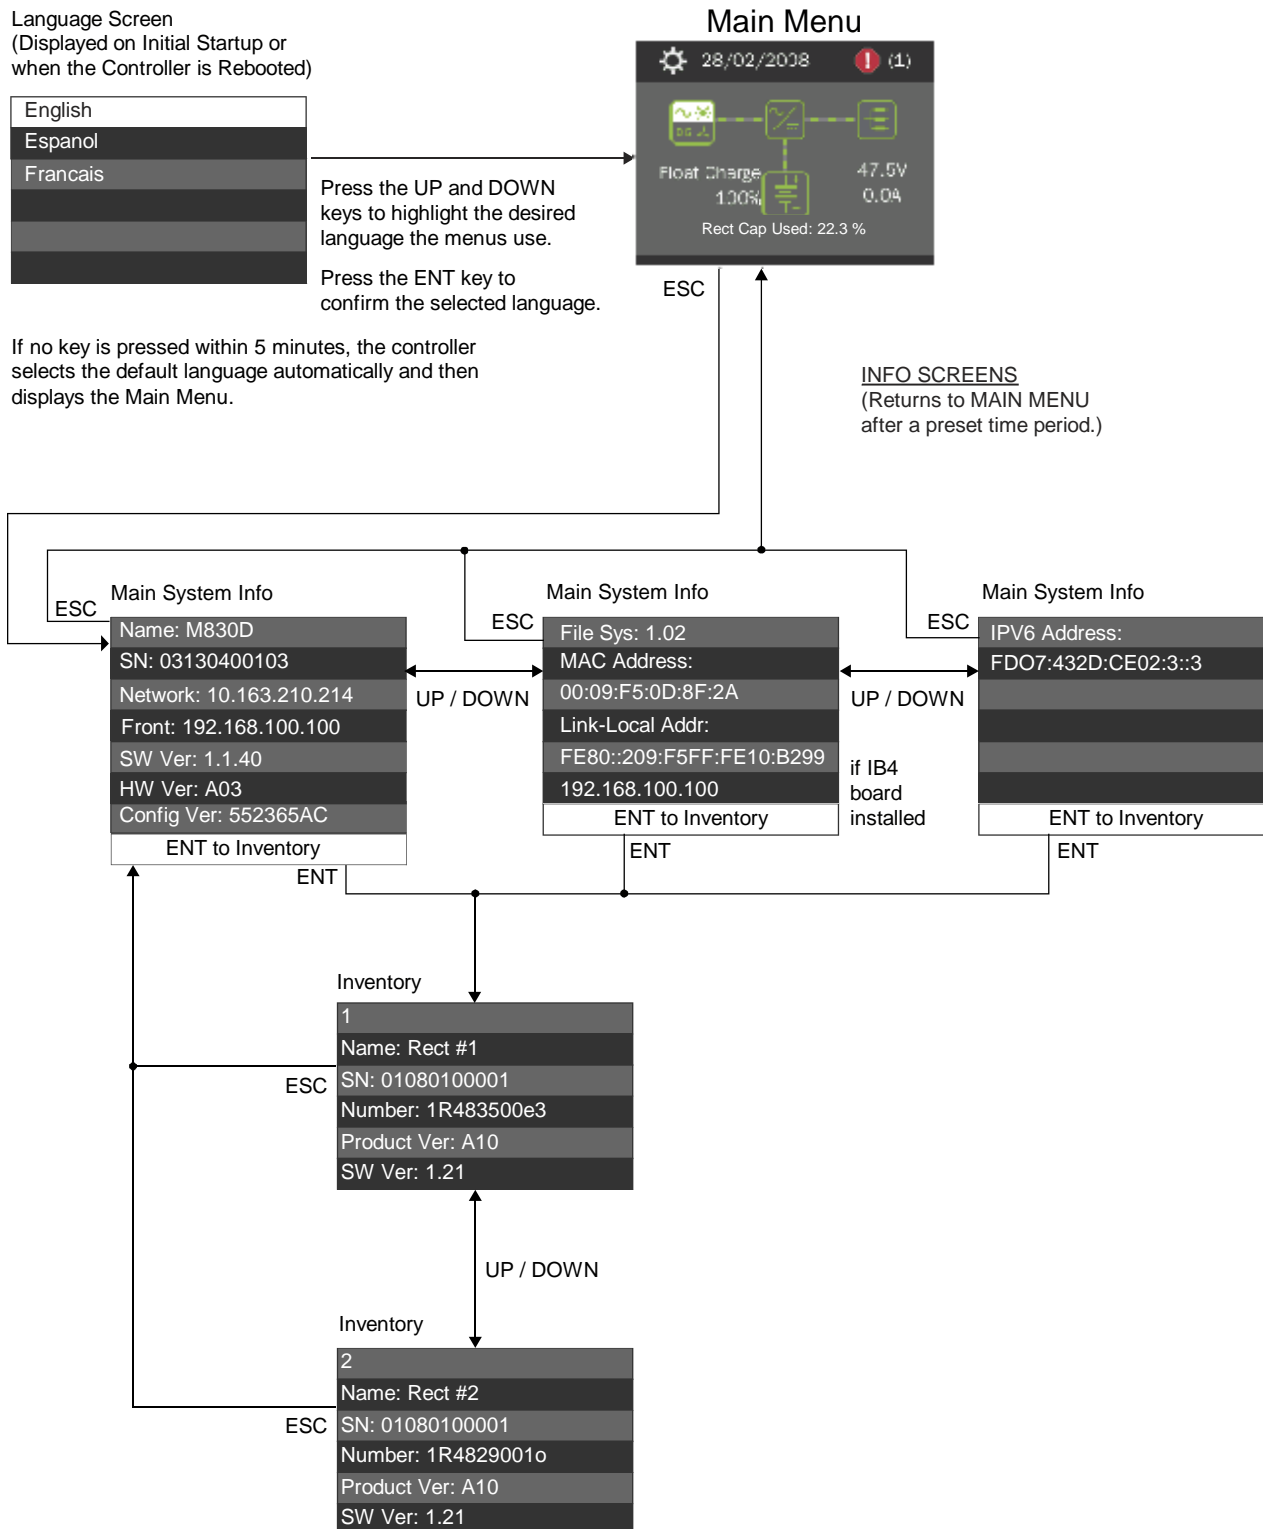 Language Screen
(Displayed on Initial Startup or
when the Controller is Rebooted)
English
Espanol
Francais
Press the UP and DOWN
keys to highlight the desired
language the menus use.
Press the ENT key to
confirm the selected language.
If no key is pressed within 5 minutes, the controller
selects the default language automatically and then
displays the Main Menu.
Main Menu
28/02/2008
(1)
DG
Float Charge
100%
47.5V
0.0A
Rect Cap Used: 22.3 %
ESC
INFO SCREENS
(Returns to MAIN MENU
after a preset time period.)
Main System Info
ESC
Name: M830D
SN: 03130400103
Network: 10.163.210.214
Front: 192.168.100.100
SW Ver: 1.1.40
HW Ver: A03
Config Ver: 552365AC
ENT to Inventory
ENT
UP / DOWN
Main System Info
ESC
File Sys: 1.02
MAC Address:
00:09:F5:0D:8F:2A
Link-Local Addr:
FE80::209:F5FF:FE10:B299
192.168.100.100
ENT to Inventory
ENT
UP / DOWN
if IB4
board
installed
Main System Info
ESC
IPV6 Address:
FDO7:432D:CE02:3::3
ENT to Inventory
ENT
Inventory
1
Name: Rect #1
SN: 01080100001
Number: 1R483500e3
Product Ver: A10
SW Ver: 1.21
ESC
UP / DOWN
Inventory
2
Name: Rect #2
SN: 01080100001
Number: 1R4829001o
Product Ver: A10
SW Ver: 1.21
ESC